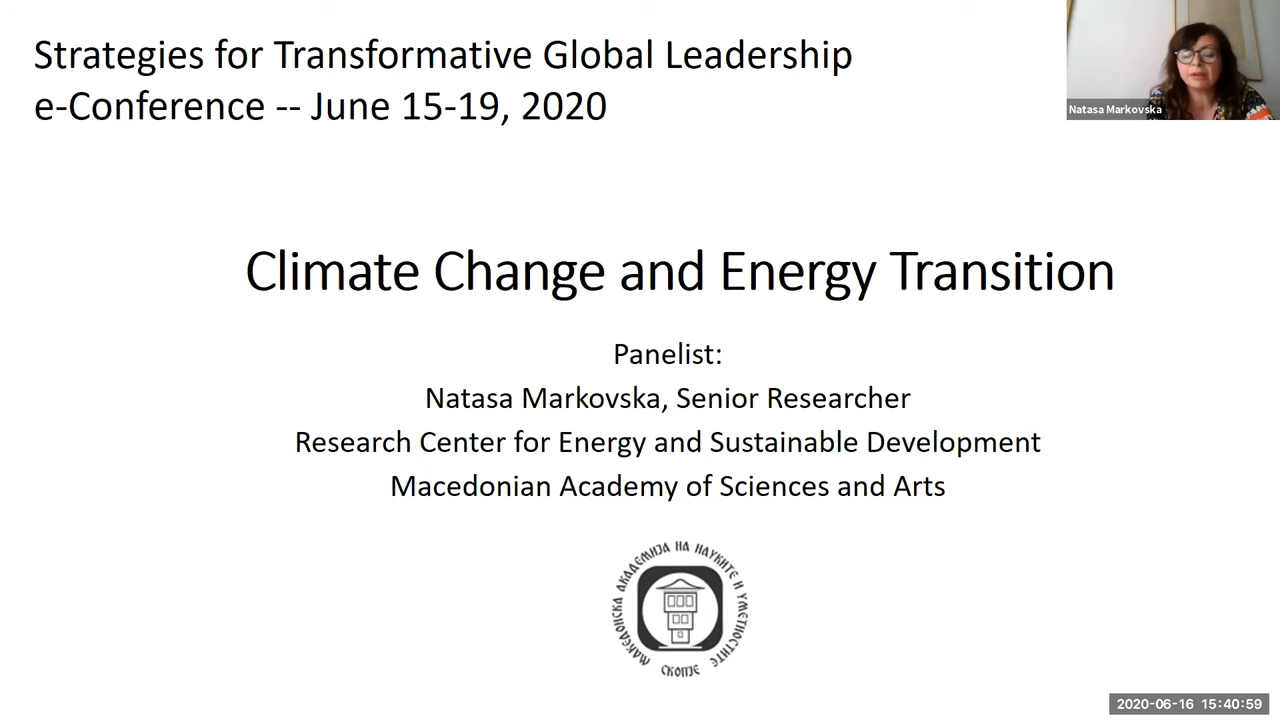 Strategies for Transformative Global Leadership
e-Conference -- June 15-19, 2020
Natasa Markovska
Climate Change and Energy Transition
Panelist:
Natasa Markovska, Senior Researcher
Research Center for Energy and Sustainable Development
Macedonian Academy of Sciences and Arts
МАКЕДОНСКА АКАДЕМИЈА НА НАУКИТЕ И УМЕТНОСТИТЕ
СКОПЈЕ
2020-06-16 15:40:59